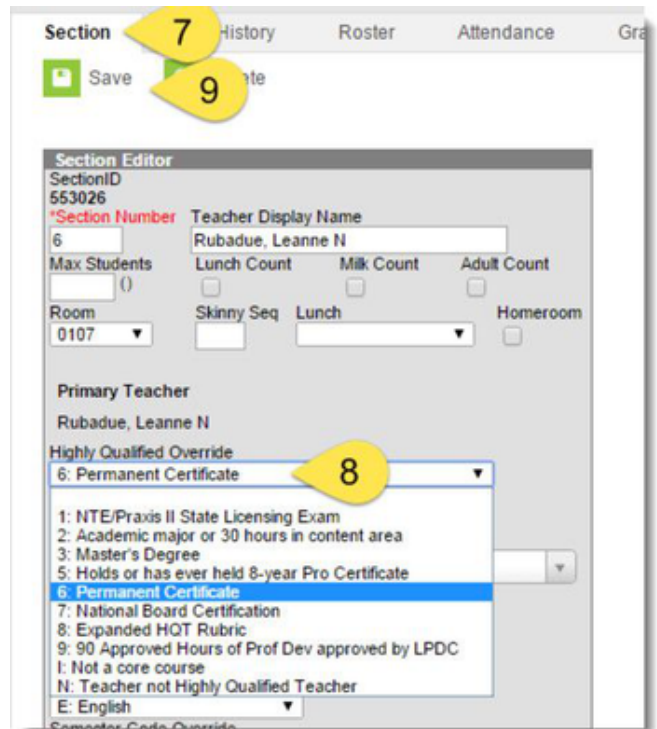 Section 7 History Roster Attendance Gra
Save 9 ete
Section Editor
SectionID
553026
*Section Number Teacher Display Name
6 Rubadue, Leanne N
Max Students Lunch Count Milk Count Adult Count
()
Room Skinny Seq Lunch Homeroom
0107
Primary Teacher
Rubadue, Leanne N
Highly Qualified Override
6: Permanent Certificate 8
1: NTE/Praxis II State Licensing Exam
2: Academic major or 30 hours in content area
3: Master's Degree
5: Holds or has ever held 8-year Pro Certificate
6: Permanent Certificate
7: National Board Certification
8: Expanded HQT Rubric
9: 90 Approved Hours of Prof Dev approved by LPDC
I: Not a core course
N: Teacher not Highly Qualified Teacher
E: English
Semester Code Override